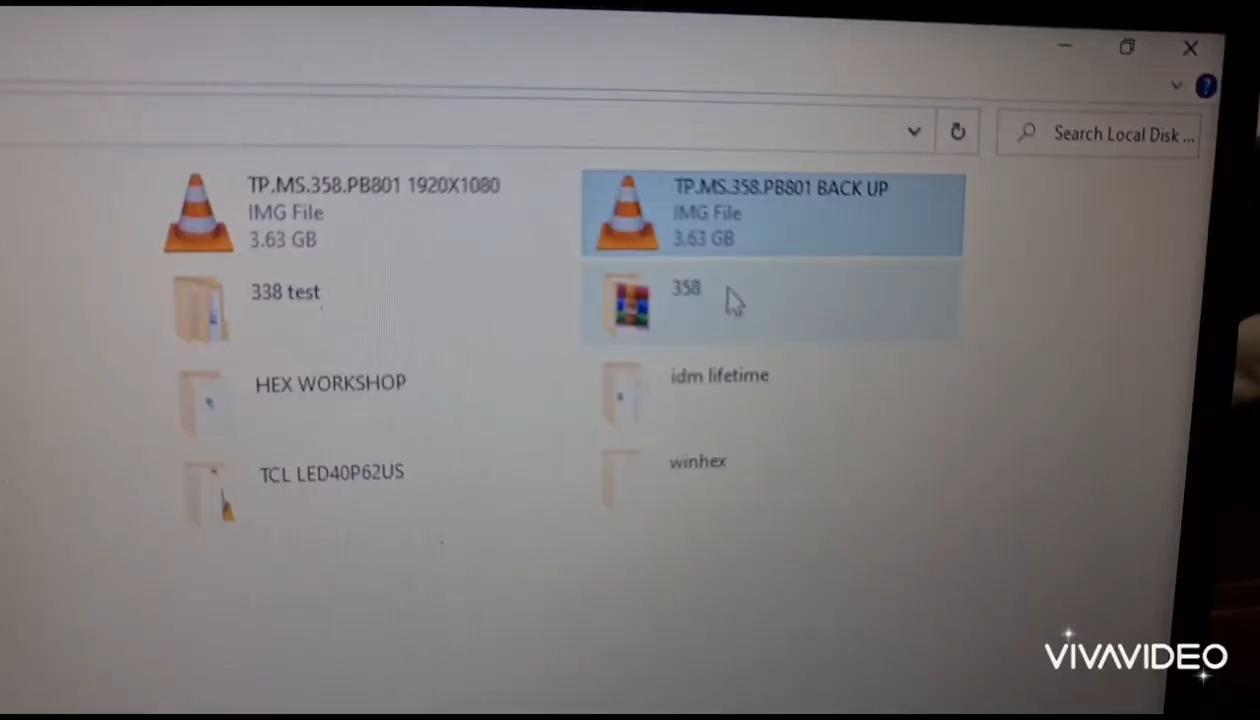 Search Local Disk ...
TP.MS.358.PB801 1920X1080
IMG File
3.63 GB
TP.MS.358.PB801 BACK UP
IMG File
3.63 GB
338 test
358
HEX WORKSHOP
idm lifetime
TCL LED40P62US
winhex
VIVAVIDEO